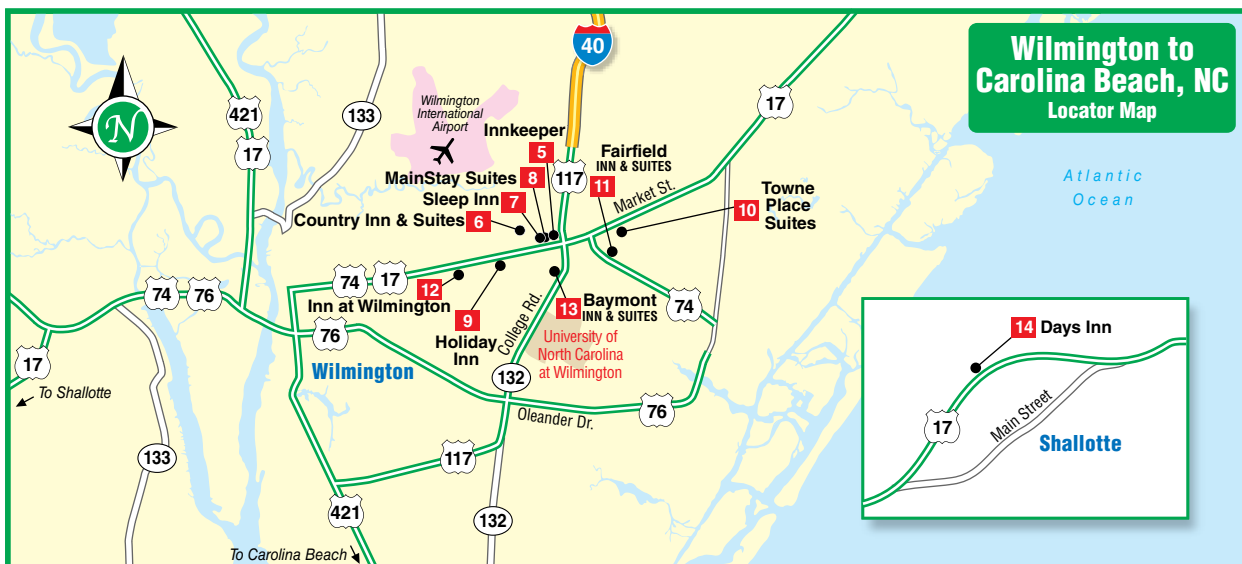 Wilmington to
Carolina Beach, NC
Locator Map
N
40
421
17
133
17
Wilmington
International
Airport
Innkeeper
5
117
Fairfield
INN & SUITES
11
Market St.
MainStay Suites 8
Sleep Inn 7
Country Inn & Suites 6
10
Towne
Place
Suites
Atlantic
Ocean
74
76
74
17
12
Inn at Wilmington
9
Holiday
Inn
13
Baymont
INN & SUITES
74
College Rd.
University of
North Carolina
at Wilmington
76
Wilmington
17
To Shallotte
132
Oleander Dr.
76
133
117
421
132
To Carolina Beach
14 Days Inn
17
Main Street
Shallotte